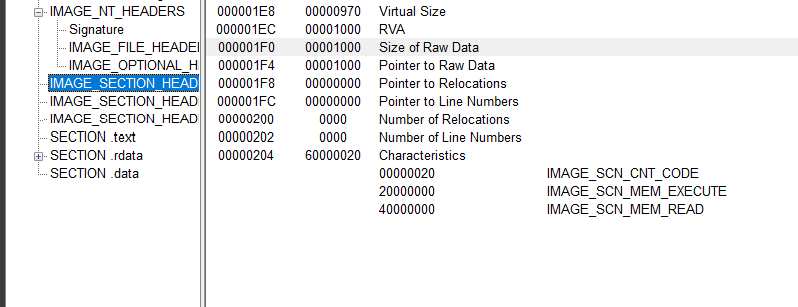 IMAGE_NT_HEADERS
Signature
IMAGE_FILE_HEADE
IMAGE_OPTIONAL_H
IMAGE_SECTION_HEAD
IMAGE_SECTION_HEAD
IMAGE_SECTION_HEAD
SECTION .text
SECTION .rdata
SECTION .data
000001E8 00000970 Virtual Size
000001EC 00001000 RVA
000001F0 00001000 Size of Raw Data
000001F4 00001000 Pointer to Raw Data
000001F8 00000000 Pointer to Relocations
000001FC 00000000 Pointer to Line Numbers
00000200 0000 Number of Relocations
00000202 0000 Number of Line Numbers
00000204 60000020 Characteristics
00000020 IMAGE_SCN_CNT_CODE
20000000 IMAGE_SCN_MEM_EXECUTE
40000000 IMAGE_SCN_MEM_READ